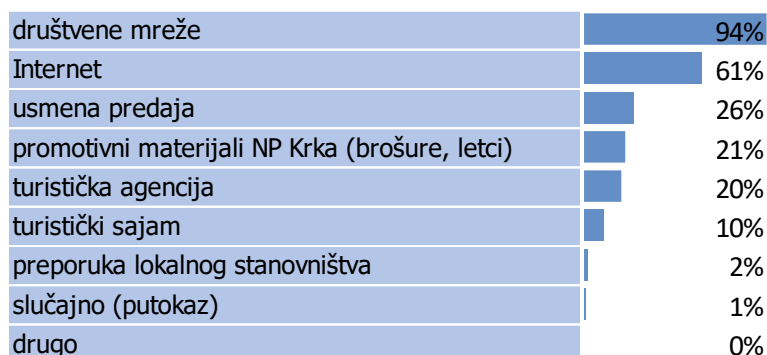 društvene mreže 94%
Internet 61%
usmena predaja 26%
promotivni materijali NP Krka (brošure, letci) 21%
turistička agencija 20%
turistički sajam 10%
preporuka lokalnog stanovništva 2%
slučajno (putokaz) 1%
drugo 0%